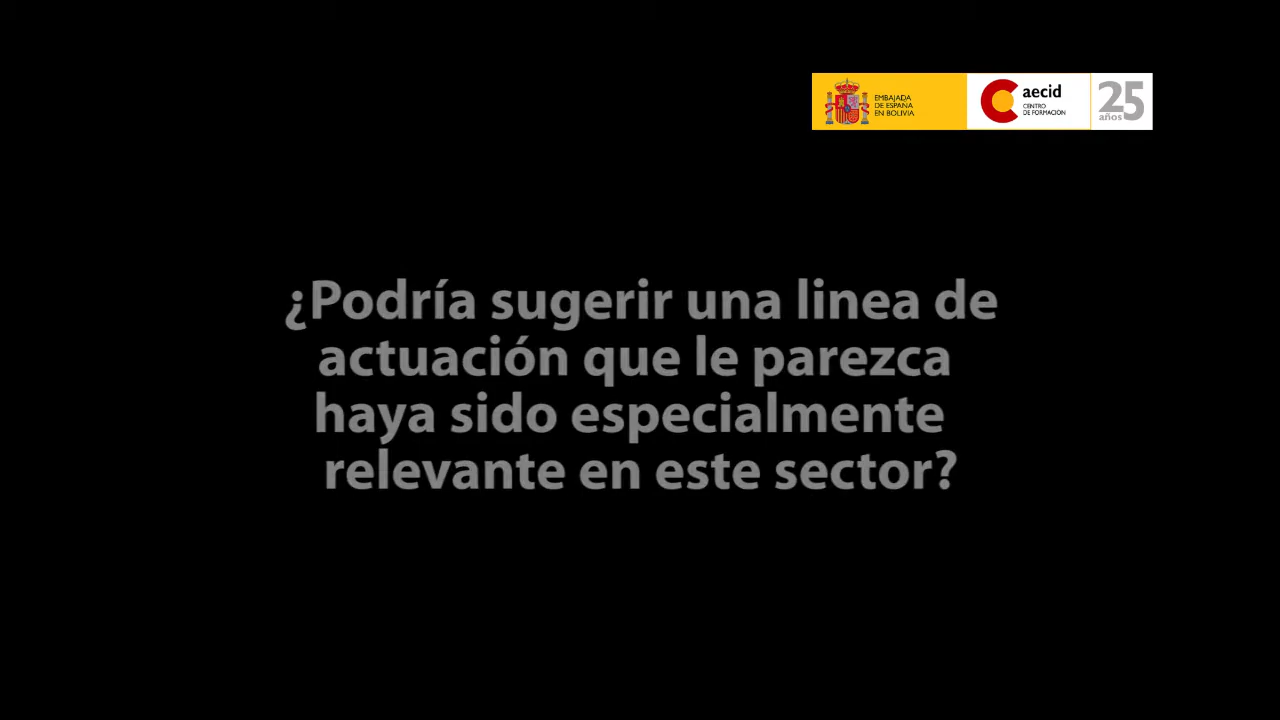 EMBAJADA
DE ESPAÑA
EN BOLIVIA
aecid
CENTRO
DE FORMACIÓN
25
años
¿Podría sugerir una linea de
actuación que le parezca
haya sido especialmente
relevante en este sector?